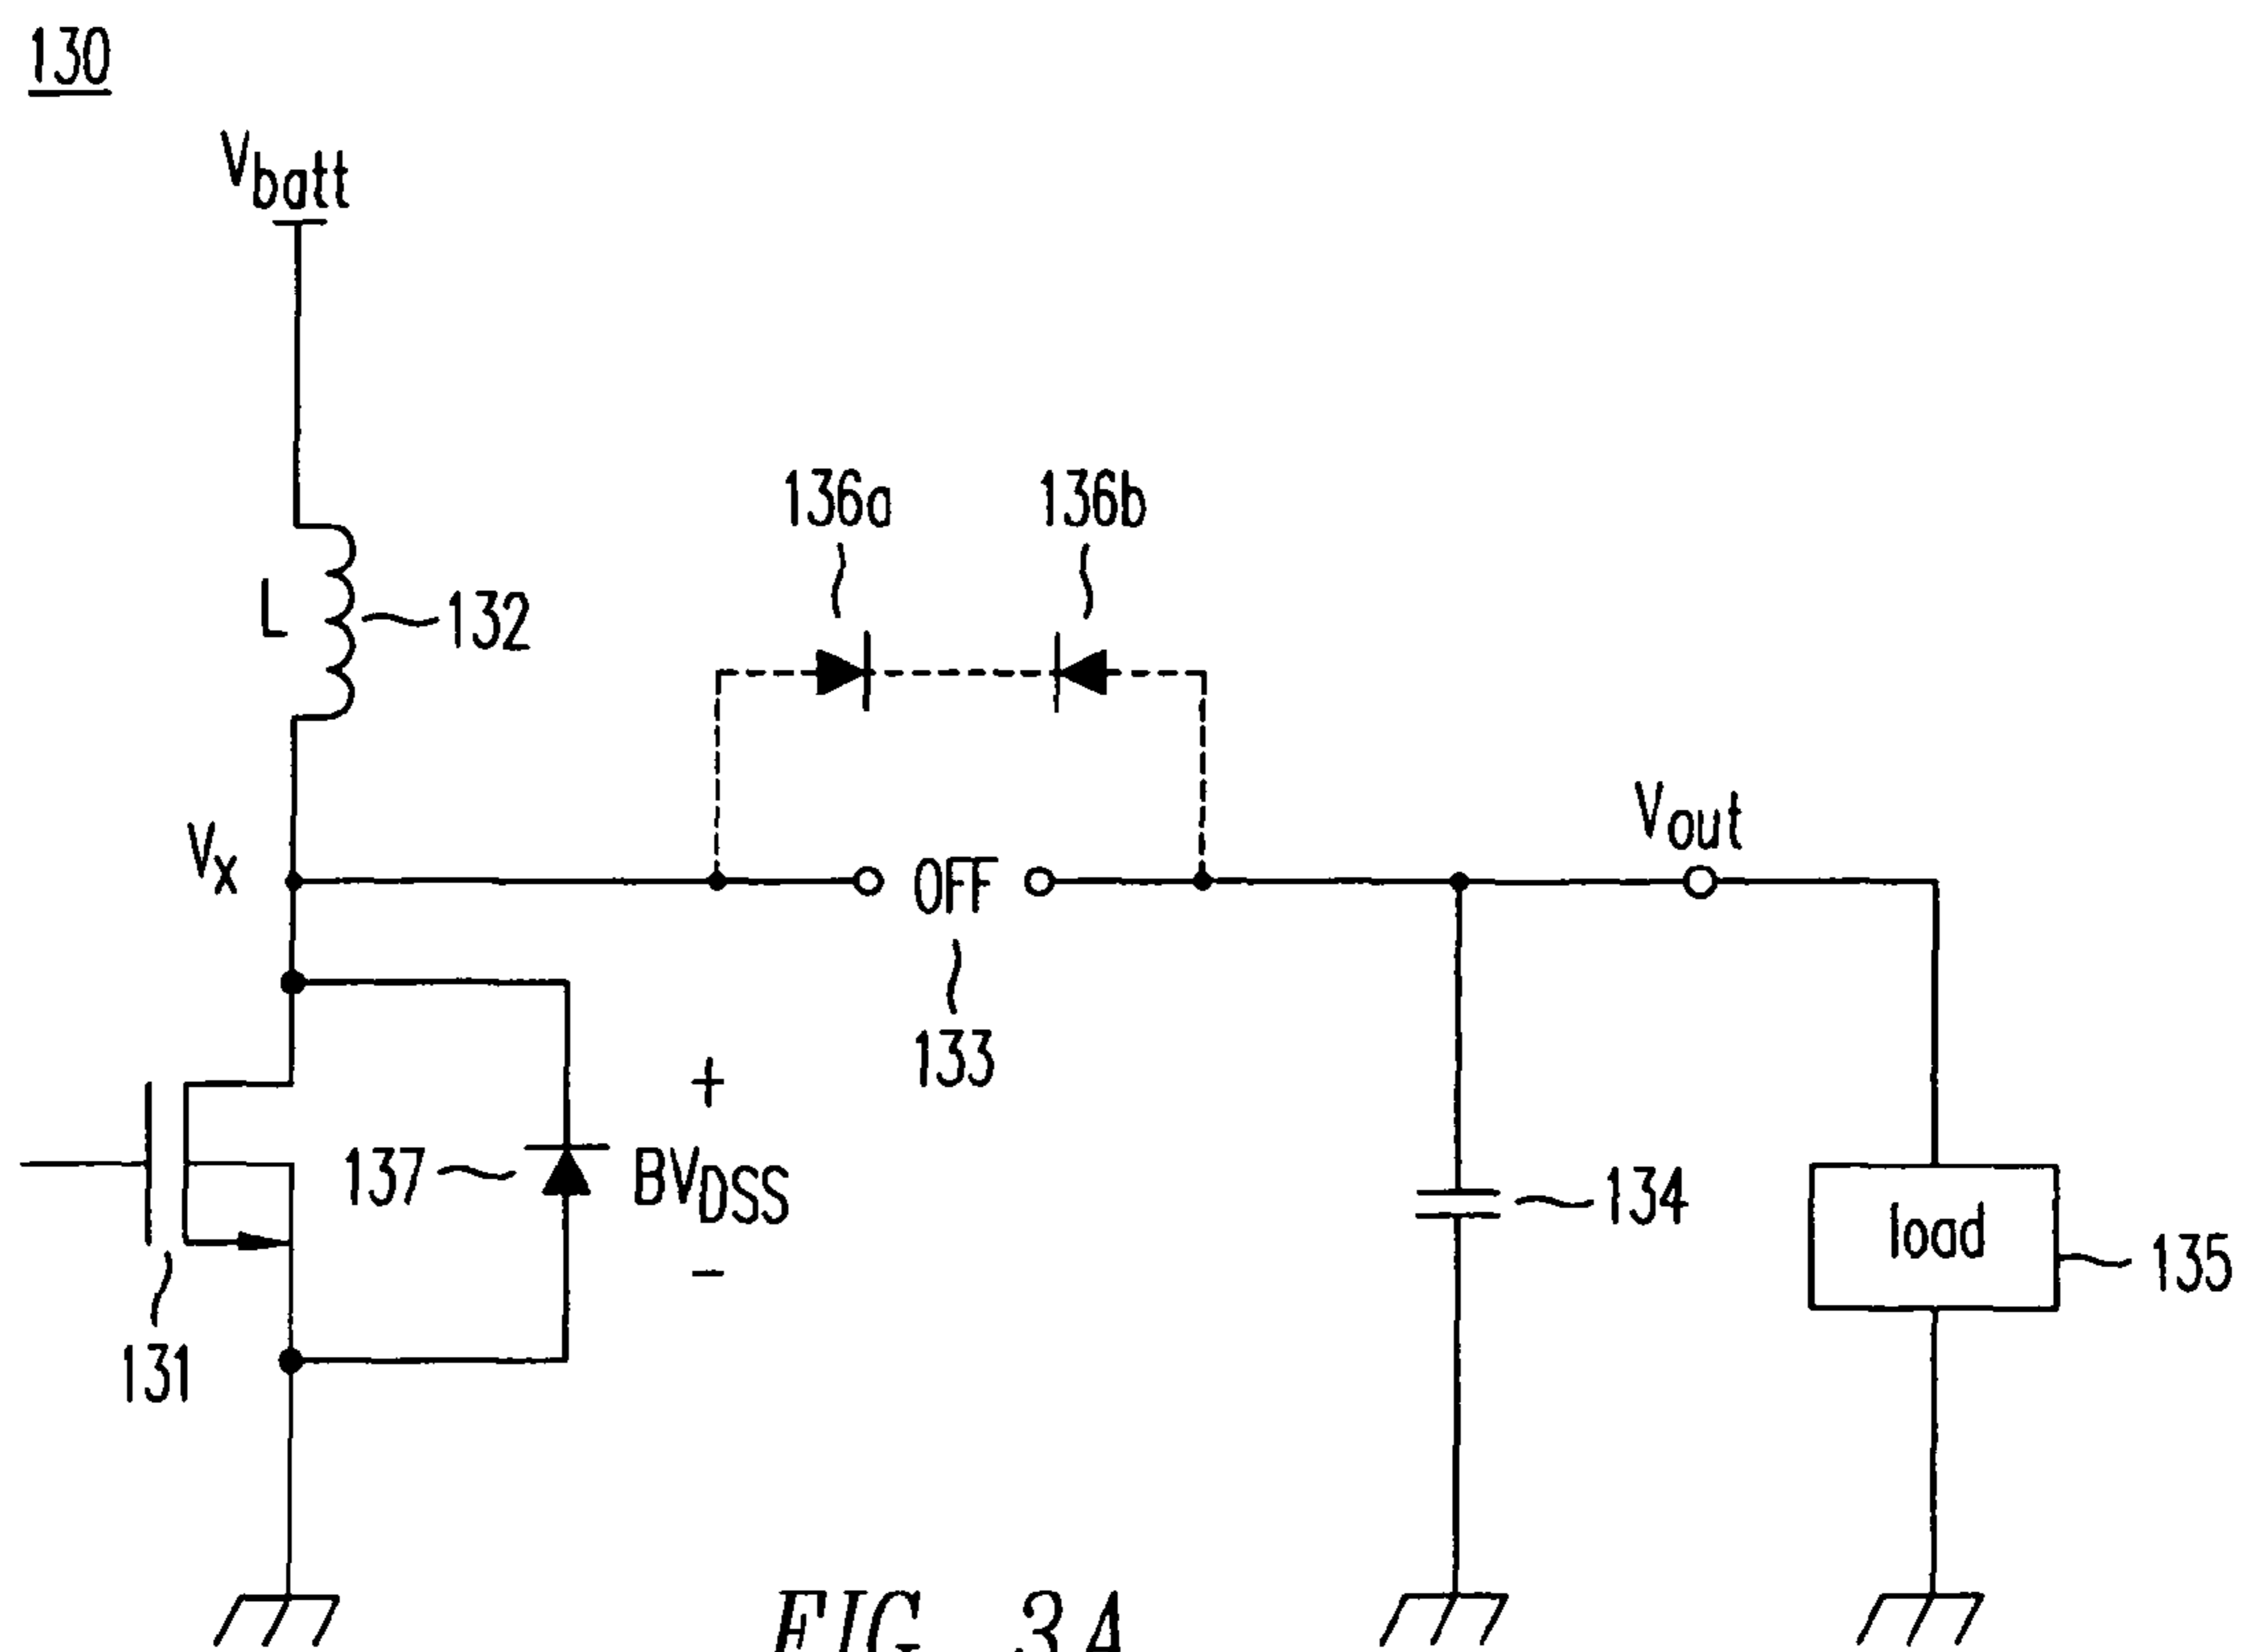 130
Vbatt
136a
136b
L
132
Vx
OFF
Vout
133
+
137
BVDSS
-
134
load
135
131
FIG. 3A